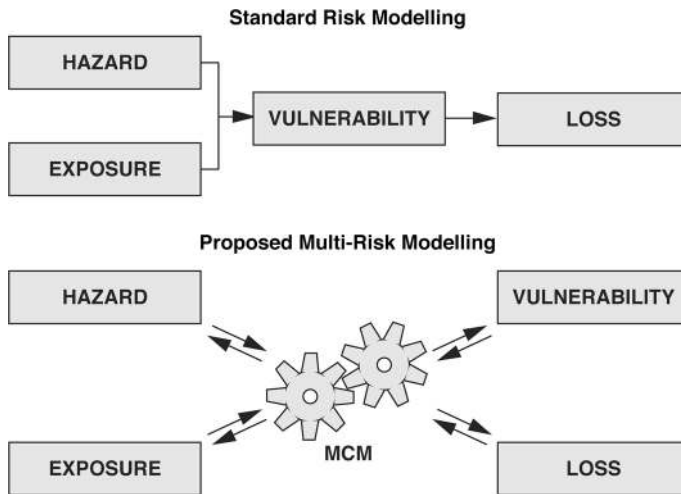 Standard Risk Modelling
HAZARD
VULNERABILITY
LOSS
EXPOSURE
Proposed Multi-Risk Modelling
HAZARD
VULNERABILITY
MCM
EXPOSURE
LOSS